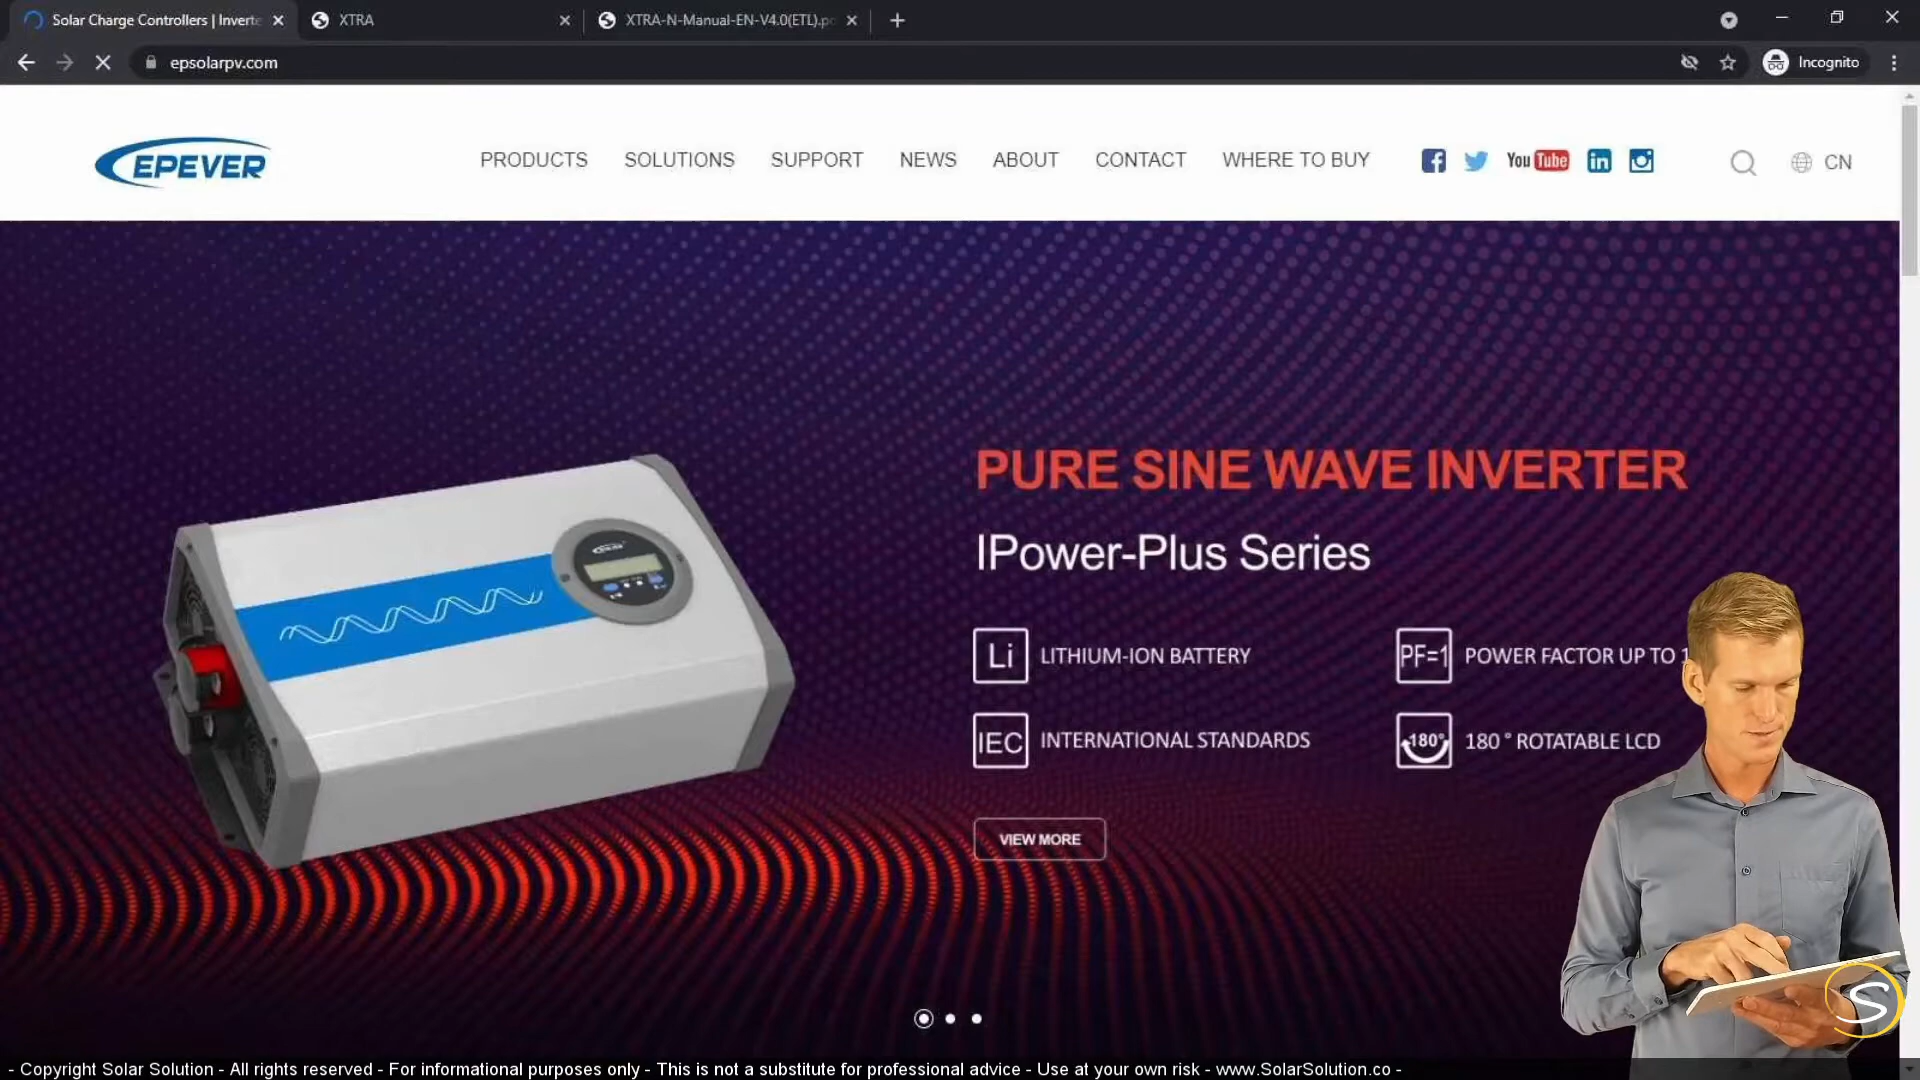 Solar Charge Controllers | Inverte
XTRA
XTRA-N-Manual-EN-V4.0(ETL).p
epsolarpv.com
Incognito
EPEVER
PRODUCTS
SOLUTIONS
SUPPORT
NEWS
ABOUT
CONTACT
WHERE TO BUY
You Tube
in
CN
PURE SINE WAVE INVERTER
IPower-Plus Series
Li
LITHIUM-ION BATTERY
PF=1
POWER FACTOR UP TO 1
IEC
INTERNATIONAL STANDARDS
180°
180 ° ROTATABLE LCD
VIEW MORE
S
- Copyright Solar Solution - All rights reserved - For informational purposes only - This is not a substitute for professional advice - Use at your own risk - www.SolarSolution.co -